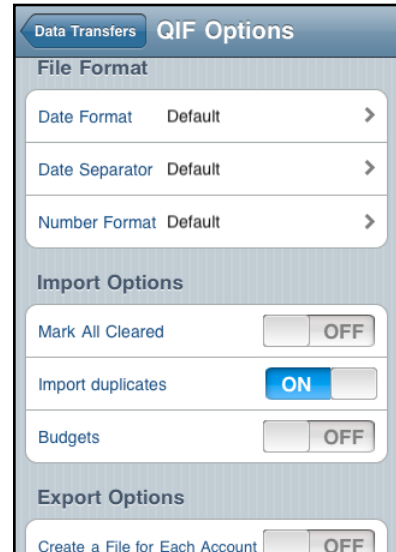 Data Transfers QIF Options
File Format
Date Format Default
Date Separator Default
Number Format Default
Import Options
Mark All Cleared OFF
Import duplicates ON
Budgets OFF
Export Options
Create a File for Each Account OFF